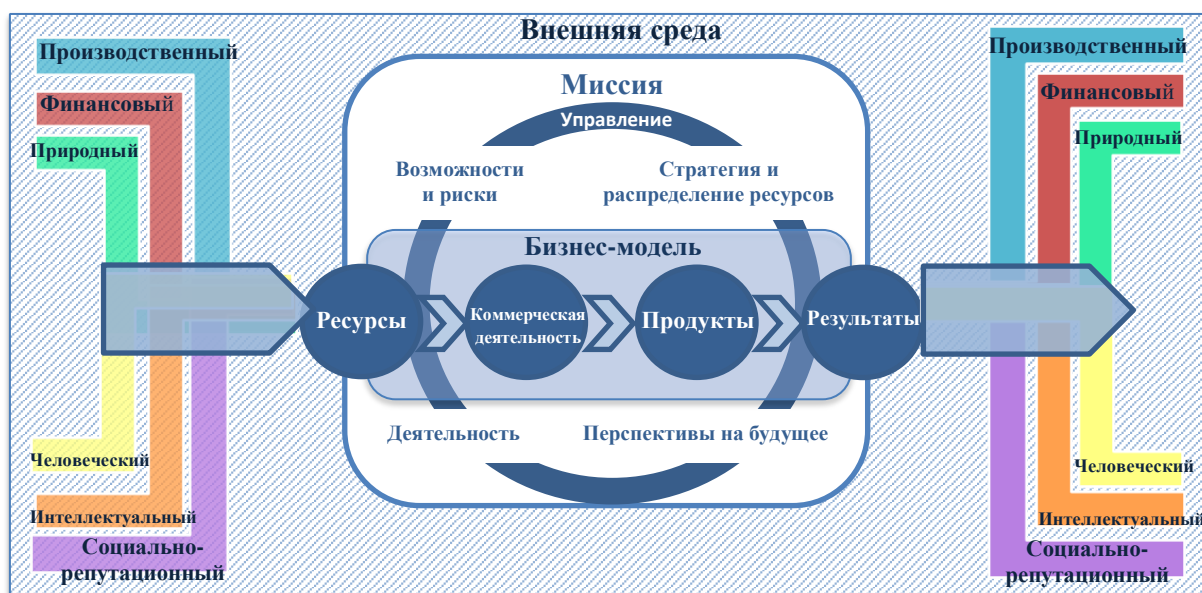 Внешняя среда
Производственный
Финансовый
Природный
Человеческий
Интеллектуальный
Социально-
репутационный
Миссия
Управление
Возможности
и риски
Стратегия и
распределение ресурсов
Бизнес-модель
Ресурсы
Коммерческая
деятельность
Продукты
Результаты
Деятельность
Перспективы на будущее
Производственный
Финансовый
Природный
Человеческий
Интеллектуальный
Социально-
репутационный